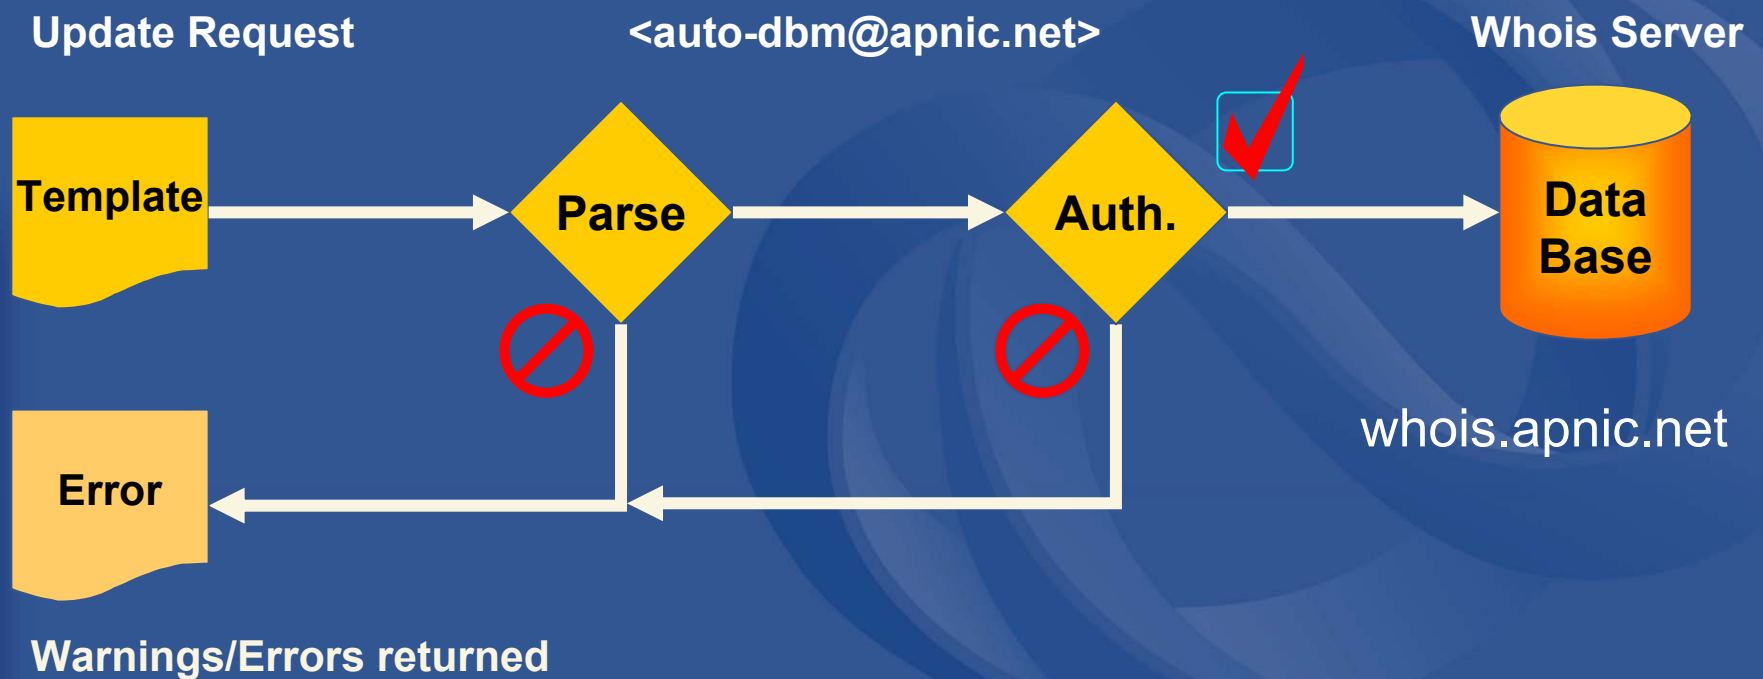 Update Request
<auto-dbm@apnic.net>
Whois Server
Template
Parse
Auth.
Data
Base
whois.apnic.net
Error
Warnings/Errors returned